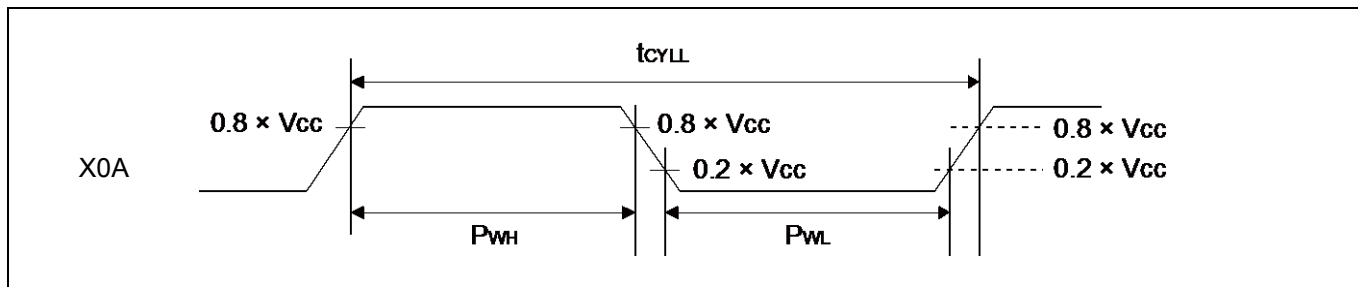 tCYLL
0.8 × Vcc
0.8 × Vcc
0.8 × Vcc
X0A
0.2 × Vcc
0.2 × Vcc
PWH
PWL